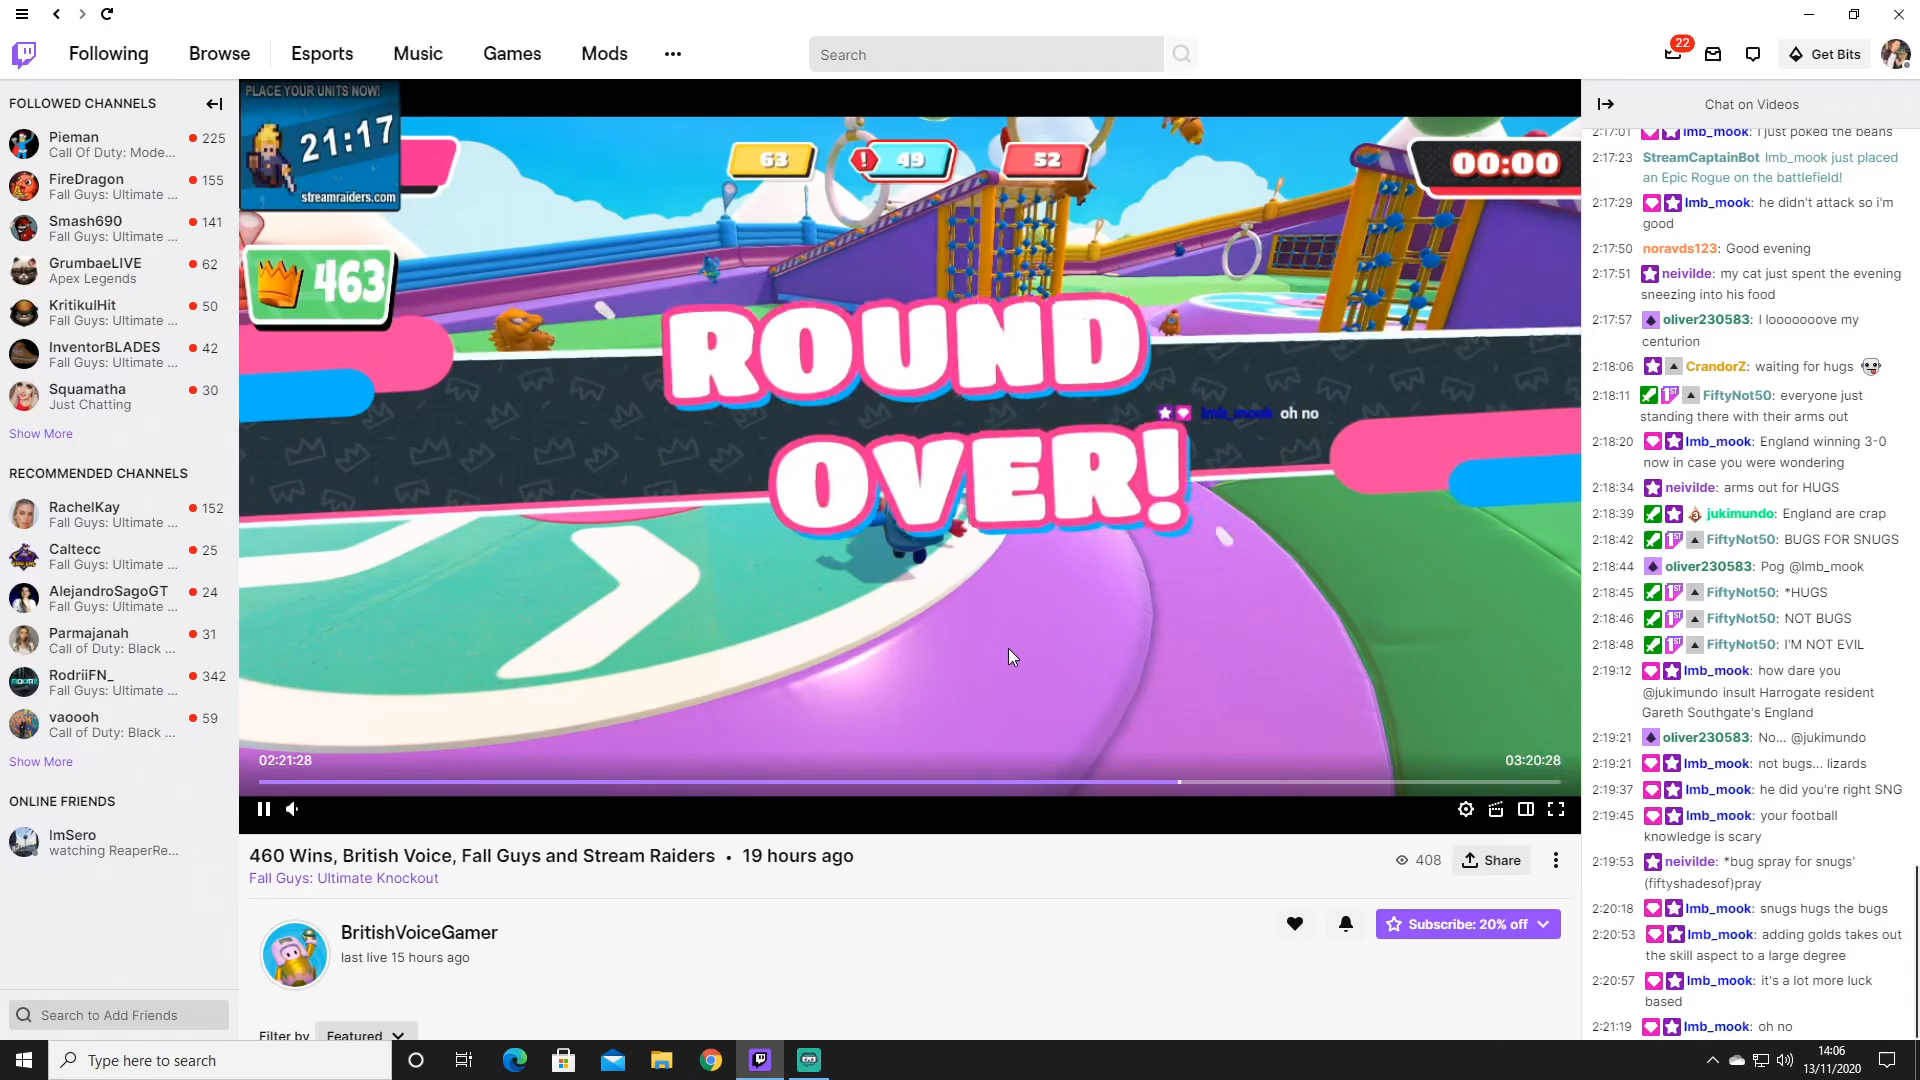 Following
Browse
Esports
Music
Games
Mods
Search
22
Get Bits
FOLLOWED CHANNELS
Pieman
225
Call Of Duty: Mode...
FireDragon
155
Fall Guys: Ultimate ...
Smash690
141
Fall Guys: Ultimate ...
GrumbaeLIVE
62
Apex Legends
KritikulHit
50
Fall Guys: Ultimate ...
InventorBLADES
42
Fall Guys: Ultimate ...
Squamatha
30
Just Chatting
Show More
RECOMMENDED CHANNELS
RachelKay
152
Fall Guys: Ultimate ...
Caltecc
25
Fall Guys: Ultimate ...
AlejandroSagoGT
24
Fall Guys: Ultimate ...
Parmajanah
31
Call of Duty: Black ...
RodriiFN_
342
Fall Guys: Ultimate ...
vaoooh
59
Call of Duty: Black ...
Show More
ONLINE FRIENDS
ImSero
watching ReaperRe...
Search to Add Friends
PLACE YOUR UNITS NOW!
21:17
streamraiders.com
63
! 49
52
00:00
463
ROUND
OVER!
lmb_mook oh no
02:21:28
03:20:28
460 Wins, British Voice, Fall Guys and Stream Raiders • 19 hours ago
Fall Guys: Ultimate Knockout
408
Share
BritishVoiceGamer
last live 15 hours ago
Subscribe: 20% off
Filter by Featured
Chat on Videos
2:17:01 lmb_mook: I just poked the beans
2:17:23 StreamCaptainBot lmb_mook just placed
an Epic Rogue on the battlefield!
2:17:29 lmb_mook: he didn't attack so i'm
good
2:17:50 noravds123: Good evening
2:17:51 neivilde: my cat just spent the evening
sneezing into his food
2:17:57 oliver230583: I looooooove my
centurion
2:18:06 CrandorZ: waiting for hugs
2:18:11 FiftyNot50: everyone just
standing there with their arms out
2:18:20 lmb_mook: England winning 3-0
now in case you were wondering
2:18:34 neivilde: arms out for HUGS
2:18:39 jukimundo: England are crap
2:18:42 FiftyNot50: BUGS FOR SNUGS
2:18:44 oliver230583: Pog @lmb_mook
2:18:45 FiftyNot50: *HUGS
2:18:46 FiftyNot50: NOT BUGS
2:18:48 FiftyNot50: I'M NOT EVIL
2:19:12 lmb_mook: how dare you
@jukimundo insult Harrogate resident
Gareth Southgate's England
2:19:21 oliver230583: No... @jukimundo
2:19:21 lmb_mook: not bugs... lizards
2:19:37 lmb_mook: he did you're right SNG
2:19:45 lmb_mook: your football
knowledge is scary
2:19:53 neivilde: *bug spray for snugs'
(fiftyshadesof)pray
2:20:18 lmb_mook: snugs hugs the bugs
2:20:53 lmb_mook: adding golds takes out
the skill aspect to a large degree
2:20:57 lmb_mook: it's a lot more luck
based
2:21:19 lmb_mook: oh no
Type here to search
14:06
13/11/2020